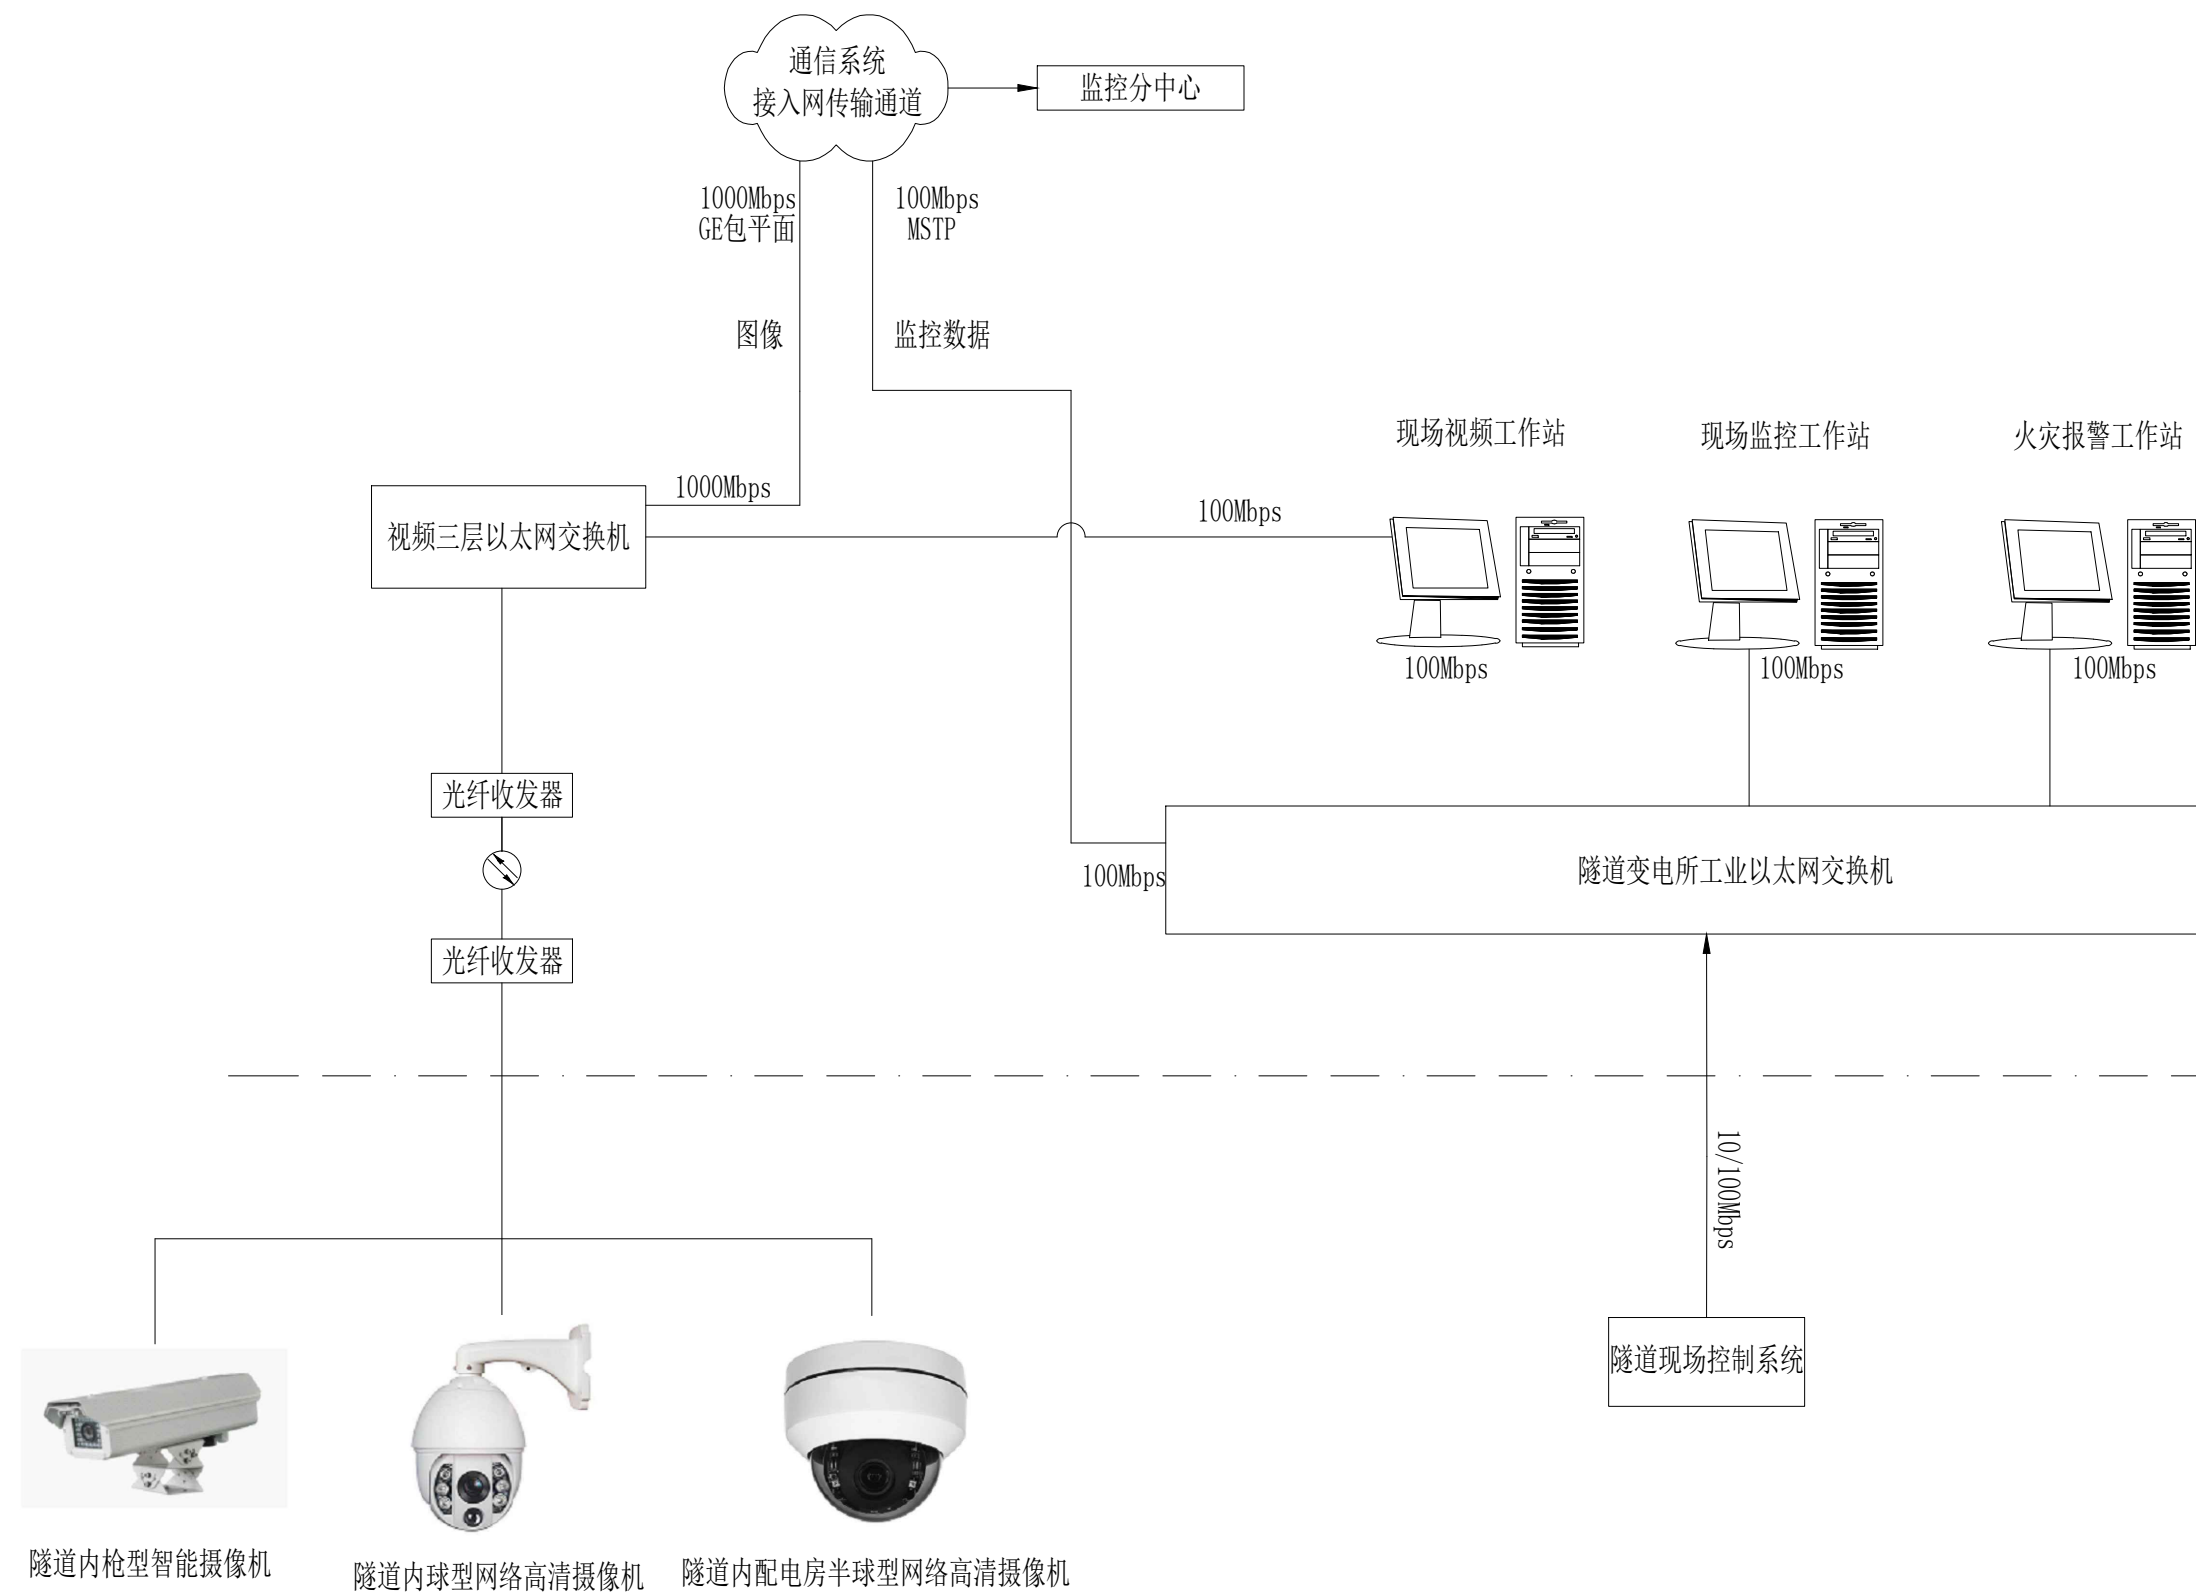 通信系统
接入网传输通道
监控分中心
1000Mbps
GE包平面
100Mbps
MSTP
图像
监控数据
现场视频工作站
现场监控工作站
火灾报警工作站
1000Mbps
视频三层以太网交换机
100Mbps
100Mbps
100Mbps
100Mbps
光纤收发器
100Mbps
隧道变电所工业以太网交换机
光纤收发器
10/100Mbps
隧道现场控制系统
隧道内枪型智能摄像机
隧道内球型网络高清摄像机
隧道内配电房半球型网络高清摄像机